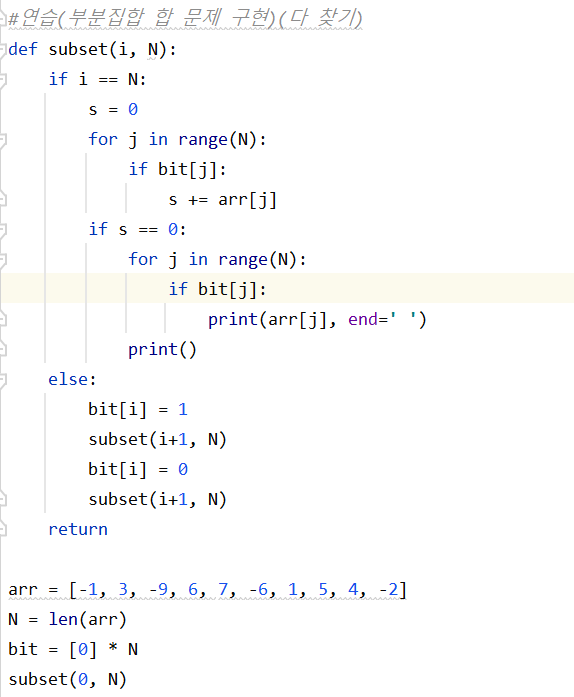 #연습(부분집합 합 문제 구현)(다 찾기)
def subset(i, N):
    if i == N:
        s = 0
        for j in range(N):
            if bit[j]:
                s += arr[j]
        if s == 0:
            for j in range(N):
                if bit[j]:
                    print(arr[j], end=' ')
            print()
    else:
        bit[i] = 1
        subset(i+1, N)
        bit[i] = 0
        subset(i+1, N)
    return

arr = [-1, 3, -9, 6, 7, -6, 1, 5, 4, -2]
N = len(arr)
bit = [0] * N
subset(0, N)